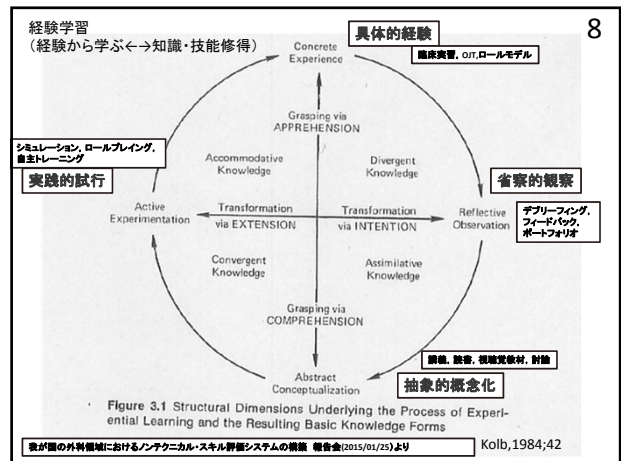 経験学習
(経験から学ぶ←→知識・技能修得)
8
具体的経験
Concrete
Experience
臨床実習, OJT,ロールモデル
Grasping via
APPREHENSION
シミュレーション, ロールプレイング,
自主トレーニング
実践的試行
Accommodative
Knowledge
Divergent
Knowledge
省察的観察
Active
Experimentation
Transformation
via EXTENSION
Transformation
via INTENTION
Reflective
Observation
デブリーフィング,
フィードバック,
ポートフォリオ
Convergent
Knowledge
Assimilative
Knowledge
Grasping via
COMPREHENSION
講義, 読書, 視聴覚教材, 討論
Abstract
Conceptualization
抽象的概念化
Figure 3.1 Structural Dimensions Underlying the Process of Experi-
ential Learning and the Resulting Basic Knowledge Forms
我が国の外科領域におけるノンテクニカル・スキル評価システムの構築 報告会(2015/01/25)より
Kolb,1984;42